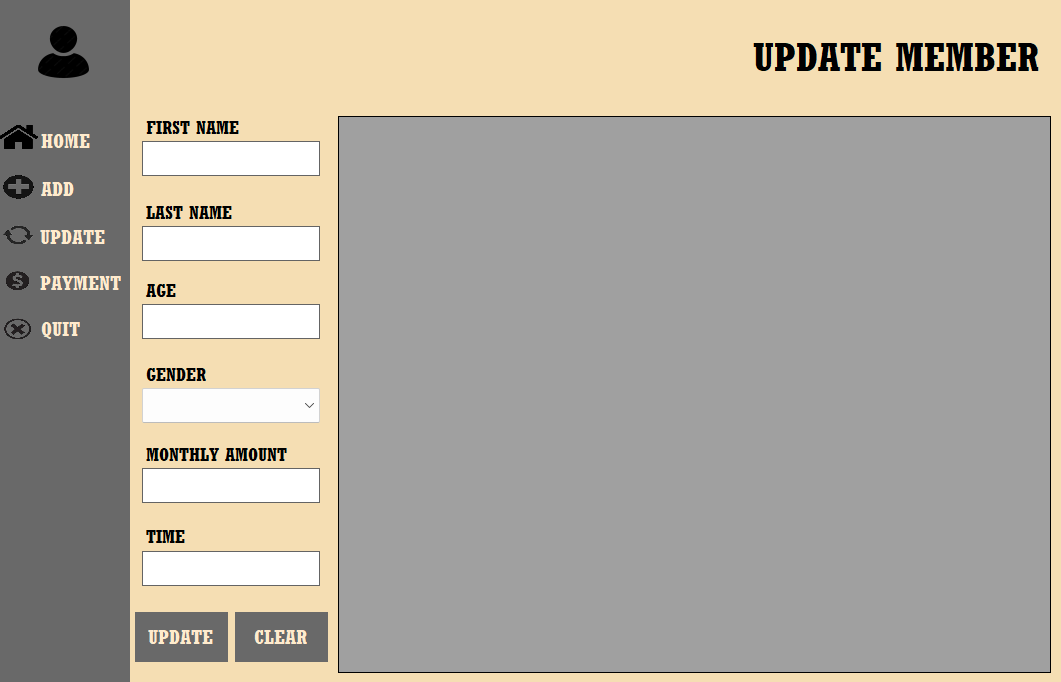 UPDATE MEMBER
HOME
ADD
UPDATE
PAYMENT
QUIT
FIRST NAME
LAST NAME
AGE
GENDER
MONTHLY AMOUNT
TIME
UPDATE
CLEAR